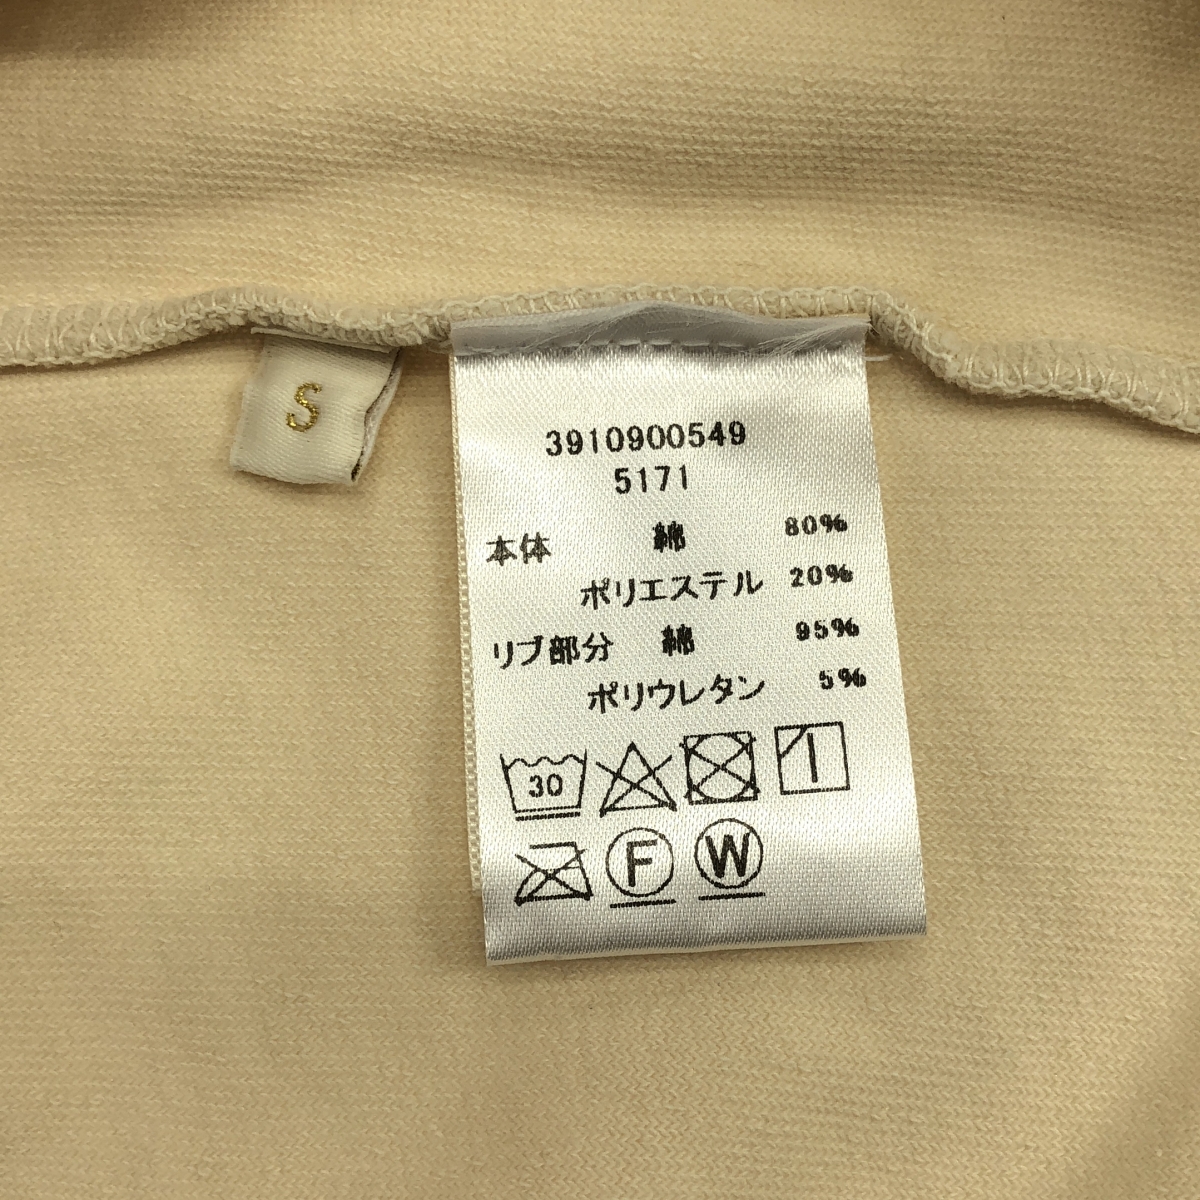 S
3910900549
5171
本体 綿 80%
ポリエステル 20%
リブ部分 綿 95%
ポリウレタン 5%
30
F W